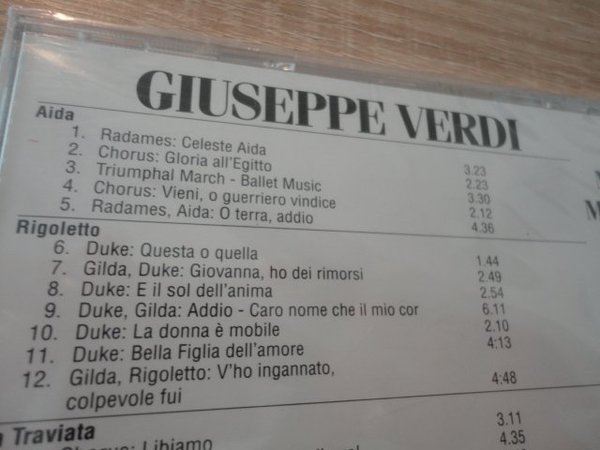 GIUSEPPE VERDI
Aida
1. Radames: Celeste Aida 3.23
2. Chorus: Gloria all'Egitto 2.23
3. Triumphal March - Ballet Music 3.30
4. Chorus: Vieni, o guerriero vindice 2.12
5. Radames, Aida: O terra, addio 4.36
Rigoletto
6. Duke: Questa o quella 1.44
7. Gilda, Duke: Giovanna, ho dei rimorsi 2.49
8. Duke: E il sol dell'anima 2.54
9. Duke, Gilda: Addio - Caro nome che il mio cor 6.11
10. Duke: La donna è mobile 2.10
11. Duke: Bella Figlia dell'amore 4:13
12. Gilda, Rigoletto: V'ho ingannato,
colpevole fui 4:48
Traviata 3.11
Libiamo 4.35